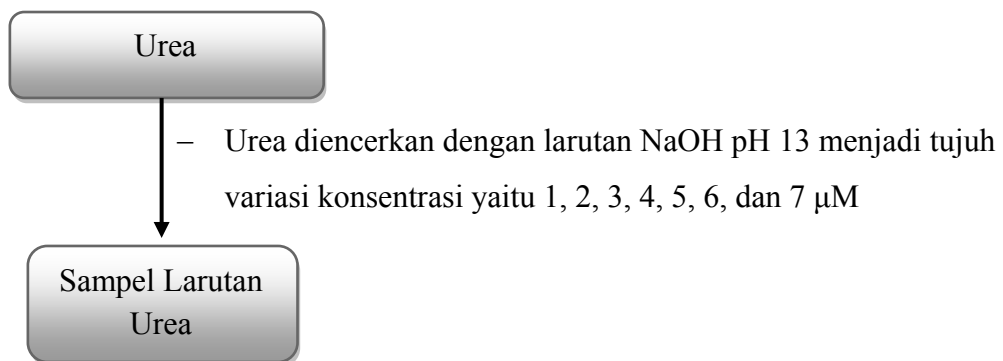 Urea
– Urea diencerkan dengan larutan NaOH pH 13 menjadi tujuh
variasi konsentrasi yaitu 1, 2, 3, 4, 5, 6, dan 7 μM
Sampel Larutan
Urea